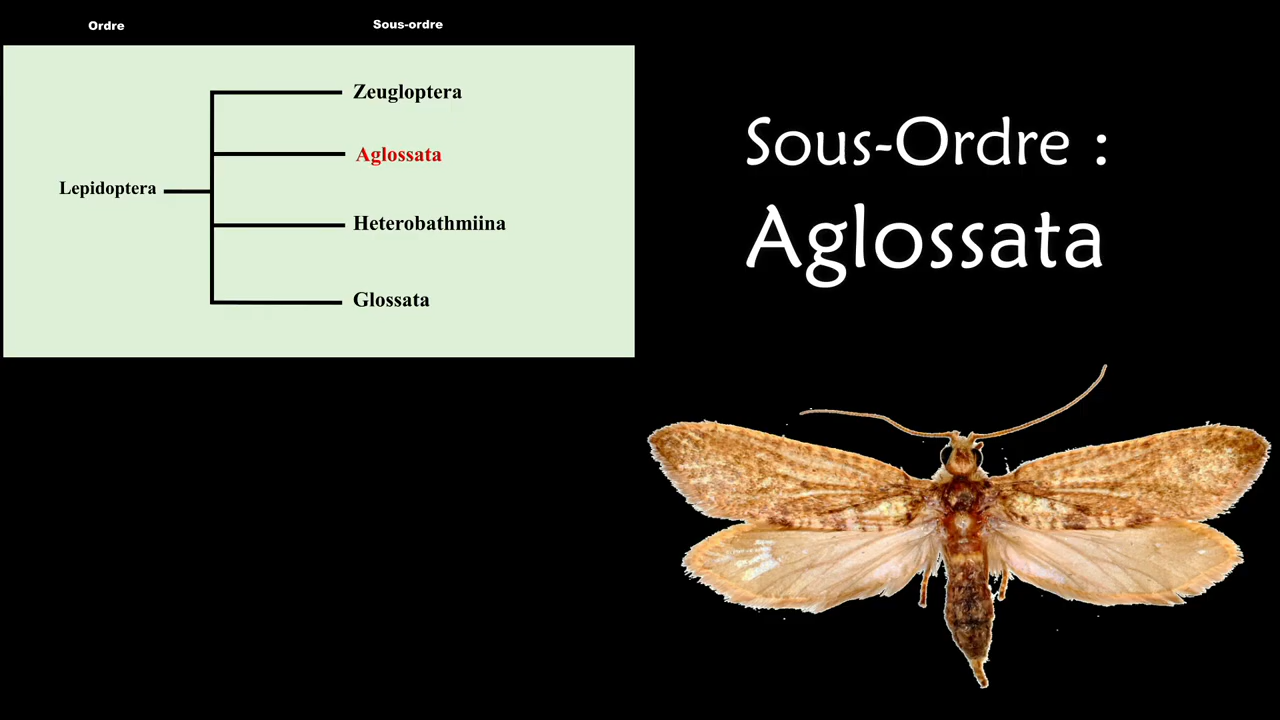 Ordre
Sous-ordre
Zeugloptera
Aglossata
Lepidoptera
Heterobathmiina
Glossata
Sous-Ordre :
Aglossata